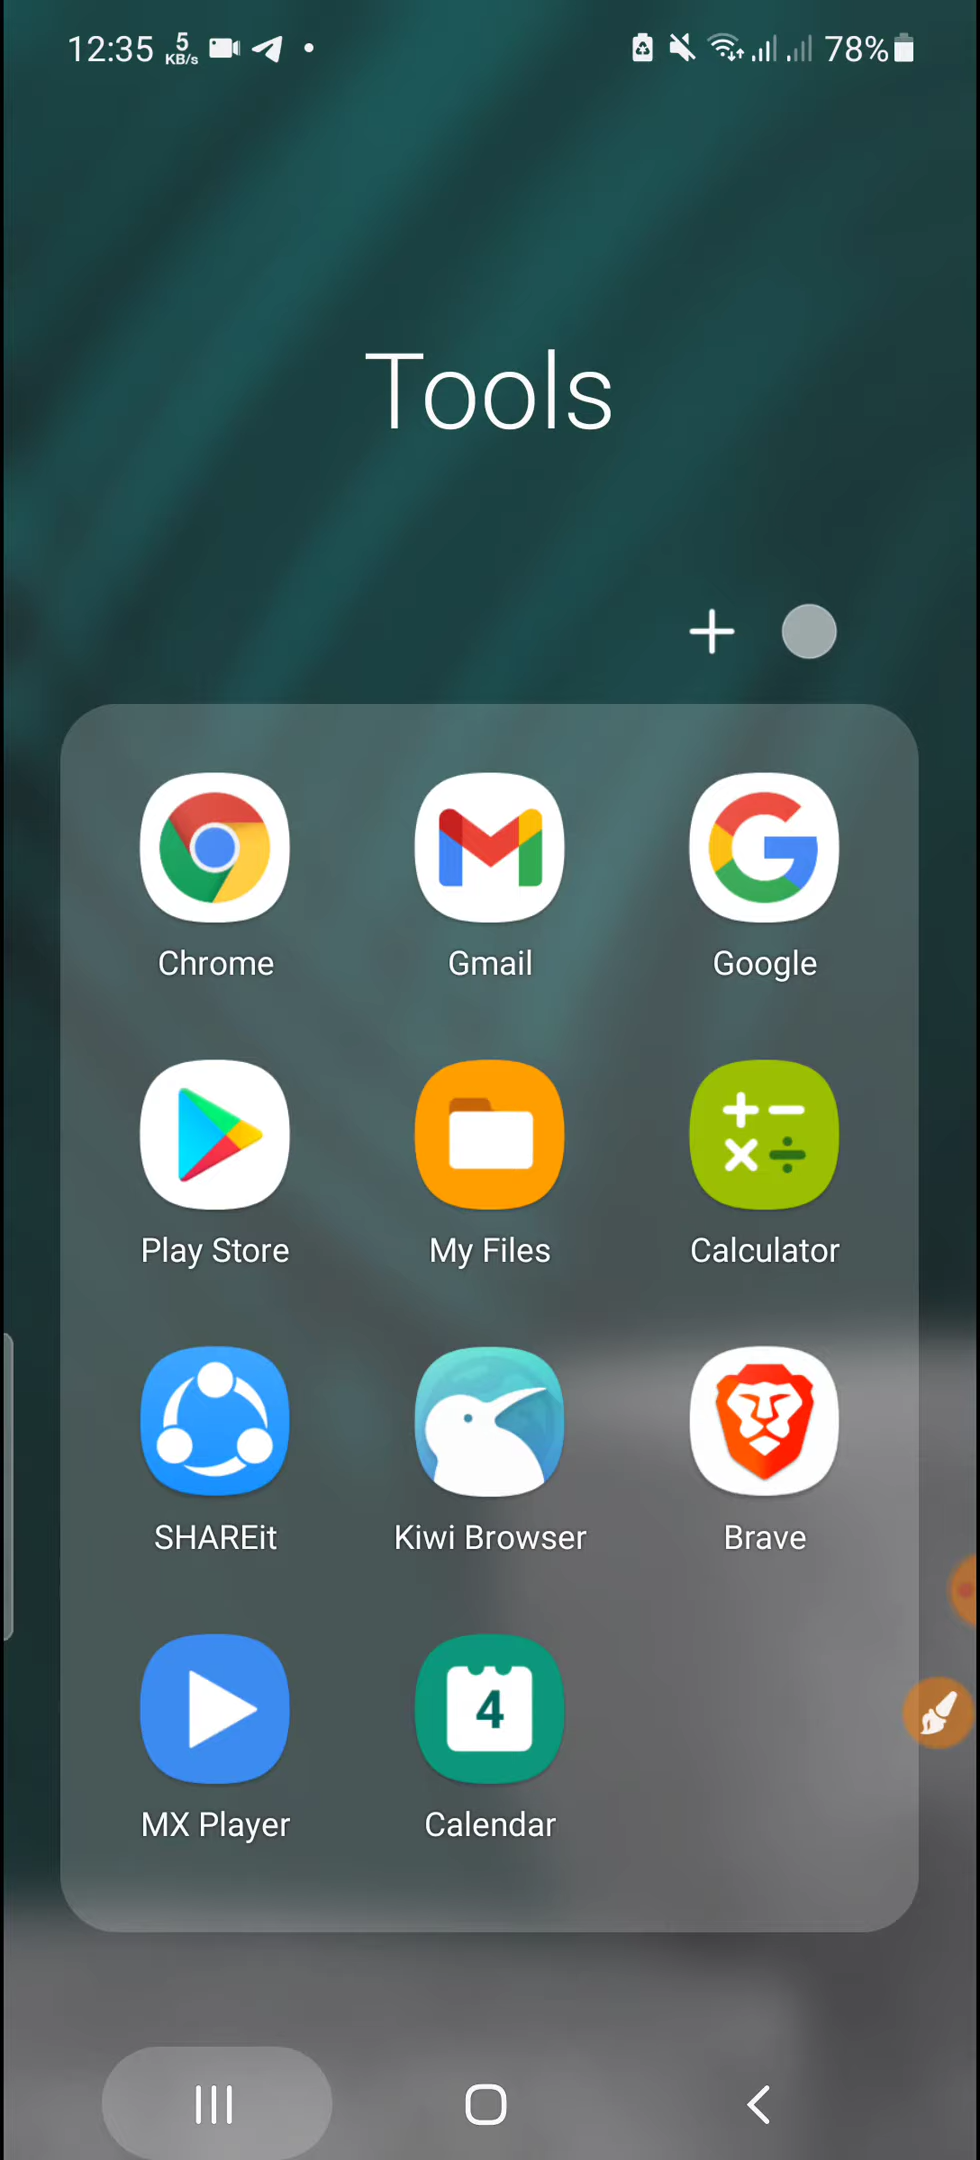 12:35 5 KB/s 78%
Tools
Chrome Gmail Google
Play Store My Files Calculator
SHAREit Kiwi Browser Brave
4
MX Player Calendar